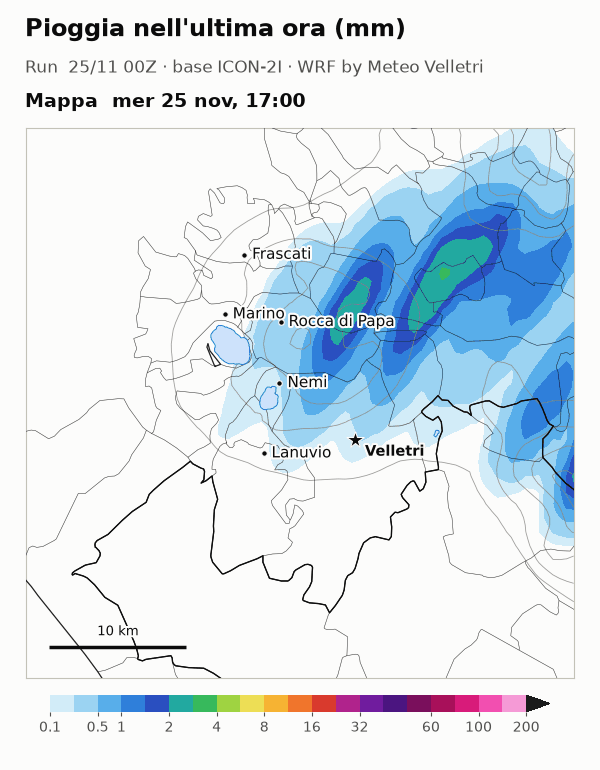 Pioggia nell'ultima ora (mm)
Run  25/11 00Z · base ICON-2I · WRF by Meteo Velletri
Mappa  mer 25 nov, 17:00
Frascati
Marino
Rocca di Papa
Nemi
Velletri
Lanuvio
10 km
0.1 0.5 1 2 4 8 16 32 60 100 200